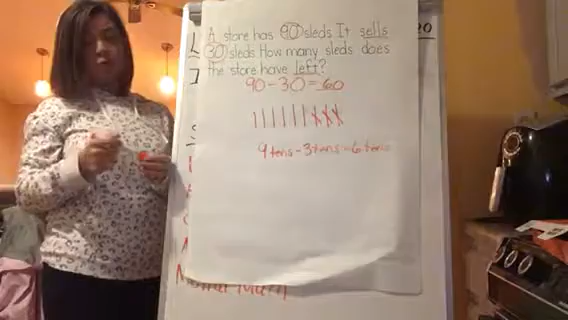 A store has 90 sleds It sells
30 sleds How many sleds does
the store have left?
90 - 30 = 60
9 tens - 3 tens = 6 tens
20